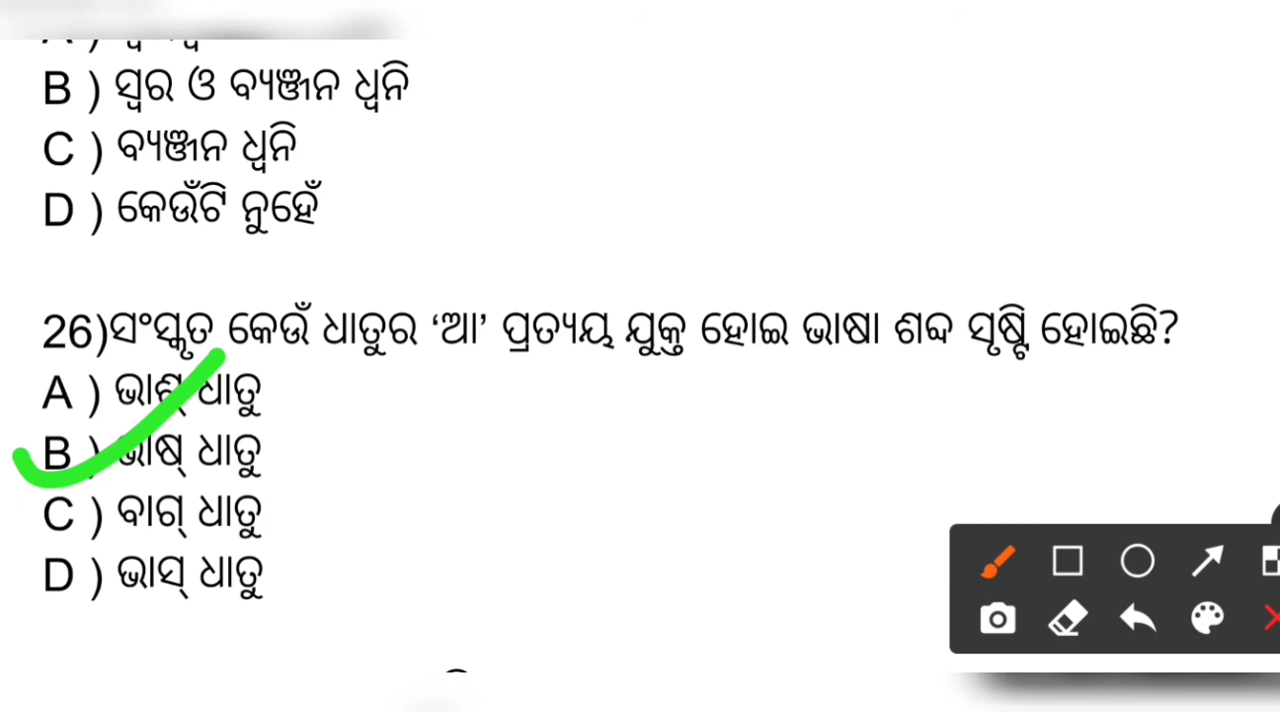 B ) ସ୍ୱର ଓ ବ୍ୟଞ୍ଜନ ଧ୍ୱନି
C ) ବ୍ୟଞ୍ଜନ ଧ୍ୱନି
D ) କେଉଁଟି ନୁହେଁ
26)ସଂସ୍କୃତ କେଉଁ ଧାତୁର ‘ଆ’ ପ୍ରତ୍ୟୟ ଯୁକ୍ତ ହୋଇ ଭାଷା ଶବ୍ଦ ସୃଷ୍ଟି ହୋଇଛି?
A ) ଭାଶ୍ ଧାତୁ
B ) ଭାଷ୍ ଧାତୁ
C ) ବାଗ୍ ଧାତୁ
D ) ଭାସ୍ ଧାତୁ